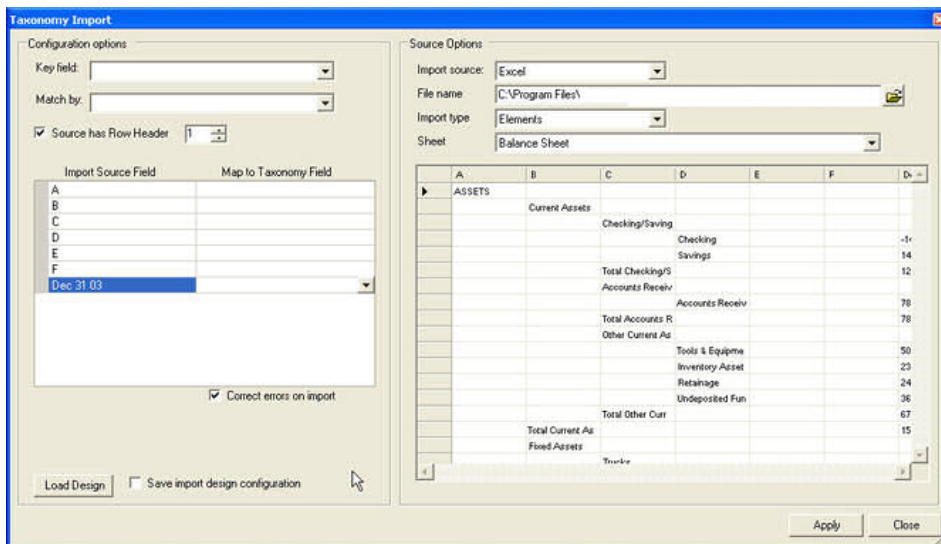 Taxonomy Import
Configuration options
Key field:
Match by:
Source has Row Header 1
Import Source Field Map to Taxonomy Field
A
B
C
D
E
F
Dec 31 03
Correct errors on import
Load Design Save import design configuration
Source Options
Import source: Excel
File name C:\Program Files\
Import type Elements
Sheet Balance Sheet
A B C D E F
ASSETS
Current Assets
Checking/Saving
Checking
Savings 14
Total Checking/S 12
Accounts Receiv
Accounts Receiv 78
Total Accounts R 78
Other Current As
Tools & Equipme 50
Inventory Asset 23
Retainage 24
Undeposited Fun 36
Total Other Curr 67
Total Current As 15
Fixed Assets
Trucks
Apply Close